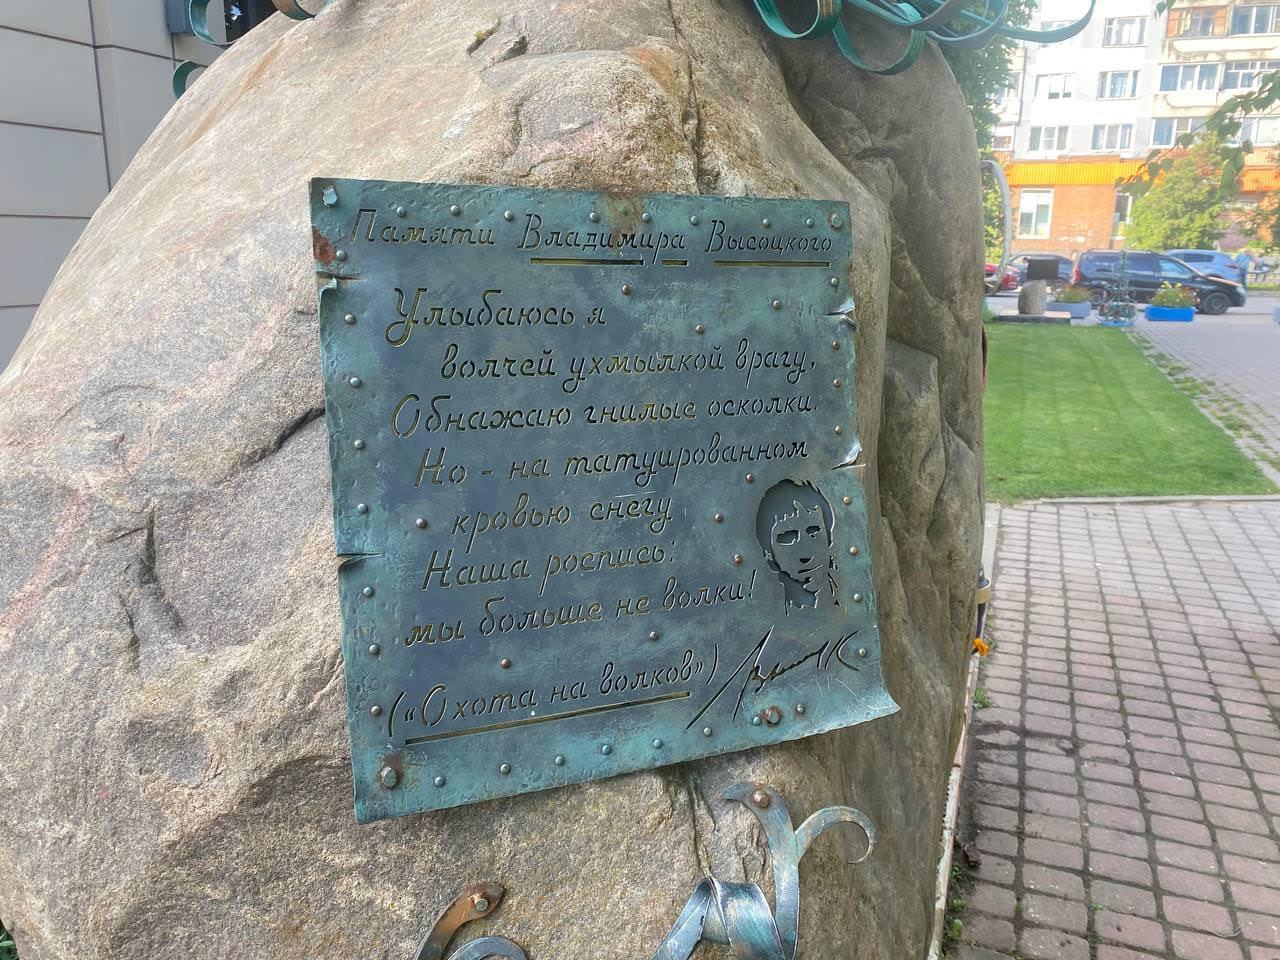 Памяти Владимира Высоцкого
Улыбаюсь я
волчей ухмылкой врагу,
Обнажаю гнилые осколки.
Но - на татуированном
кровью снегу
Наша роспись:
мы больше не волки!
(«Охота на волков»)